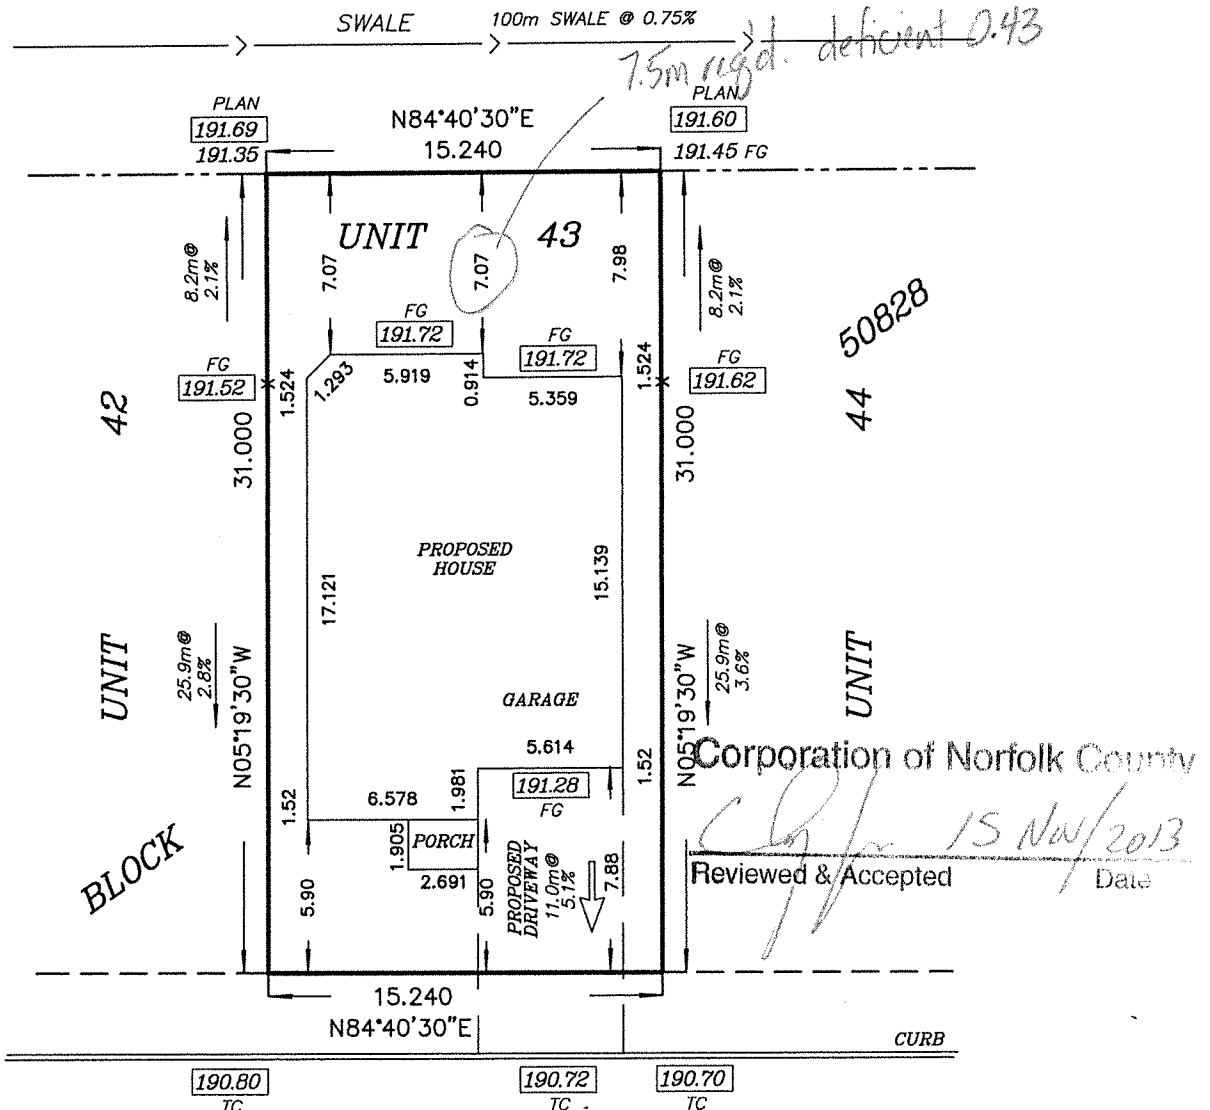 SWALE
100m SWALE @ 0.75%
7.5m req'd. deficient 0.43
PLAN
191.69
191.35
N84°40'30"E
15.240
PLAN
191.60
191.45 FG
UNIT 43
8.2m@
2.1%
7.07
7.07
7.98
8.2m@
2.1%
50828
FG
191.72
FG
191.72
FG
191.52
1.524
1.293
5.919
0.914
5.359
1.524
FG
191.62
42
44
31.000
31.000
PROPOSED
HOUSE
17.121
15.139
UNIT
25.9m@
2.8%
N05°19'30"W
25.9m@
3.6%
N05°19'30"W
UNIT
GARAGE
5.614
191.28
FG
1.52
1.52
6.578
1.981
Corporation of Norfolk County
15 Nov/2013
Reviewed & Accepted
Date
BLOCK
1.905
PORCH
2.691
5.90
5.90
PROPOSED
DRIVEWAY
11.0m@
5.1%
7.88
15.240
N84°40'30"E
CURB
190.80
TC
190.72
TC
190.70
TC